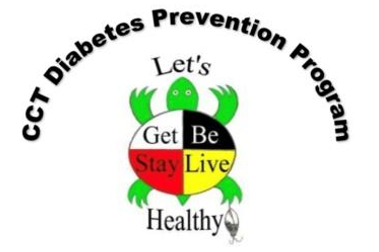 CCT Diabetes Prevention Program
Let's
Get Be
Stay Live
Healthy